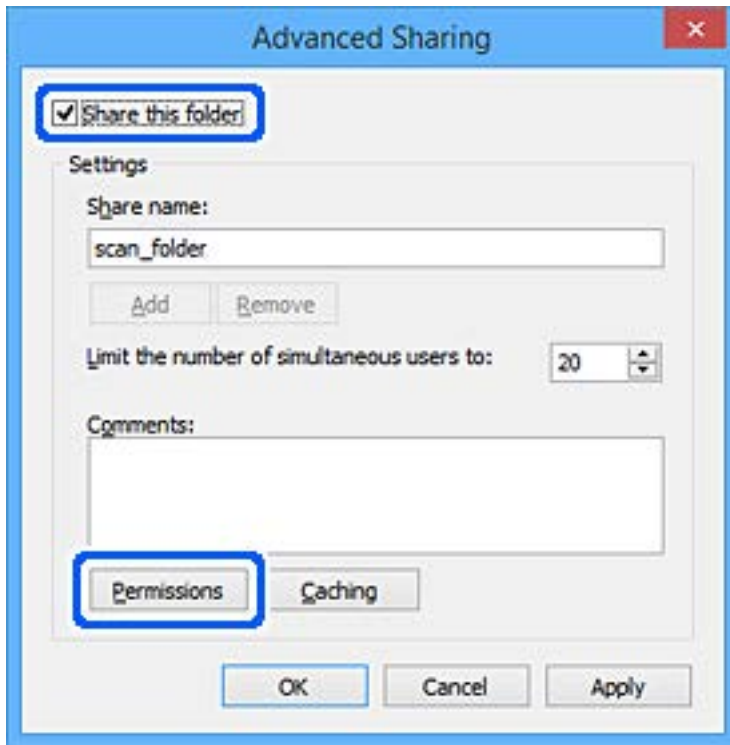 Advanced Sharing
Share this folder
Settings
Share name:
scan_folder
Add Remove
Limit the number of simultaneous users to: 20
Comments:
Permissions Caching
OK Cancel Apply